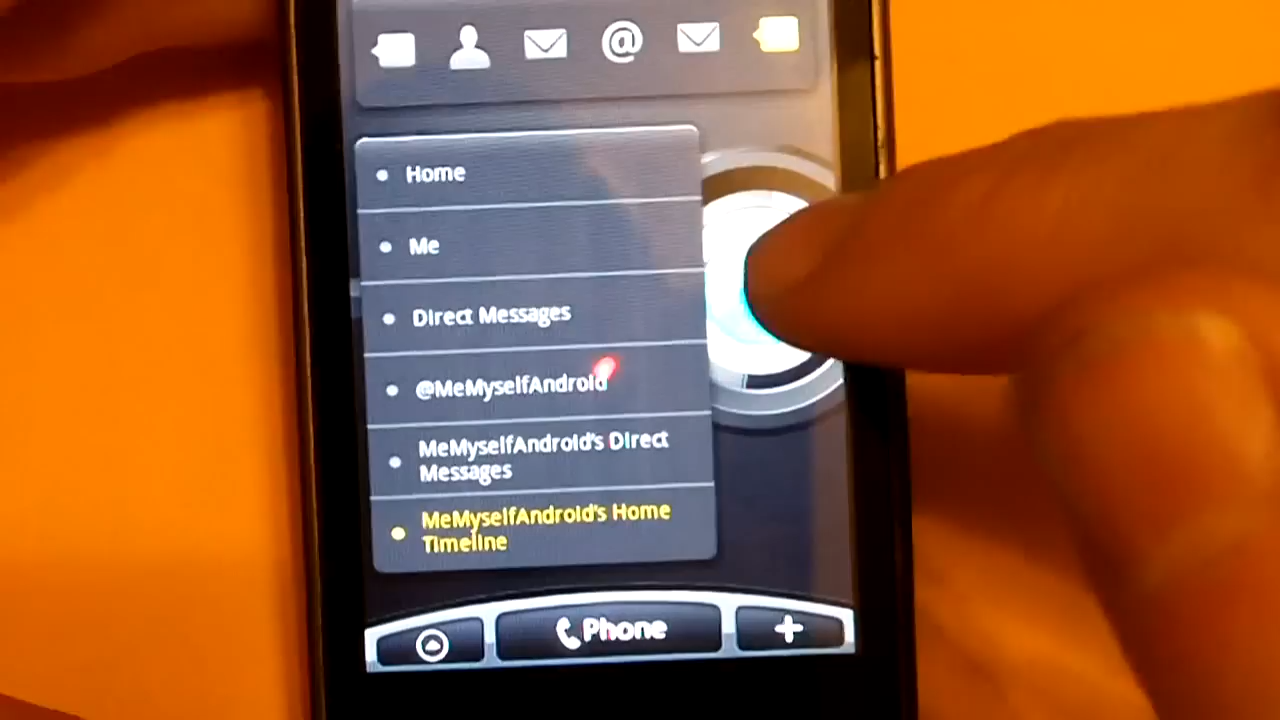 @
Home
Me
Direct Messages
@MeMyselfAndroid
MeMyselfAndroid's Direct
Messages
MeMyselfAndroid's Home
Timeline
Phone
+